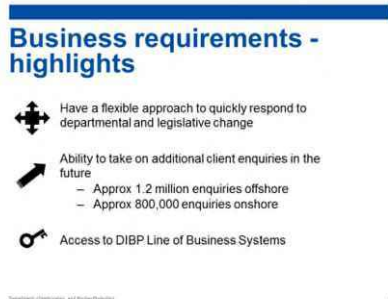 Business requirements -
highlights
Have a flexible approach to quickly respond to
departmental and legislative change
Ability to take on additional client enquiries in the
future
– Approx 1.2 million enquiries offshore
– Approx 800,000 enquiries onshore
Access to DIBP Line of Business Systems